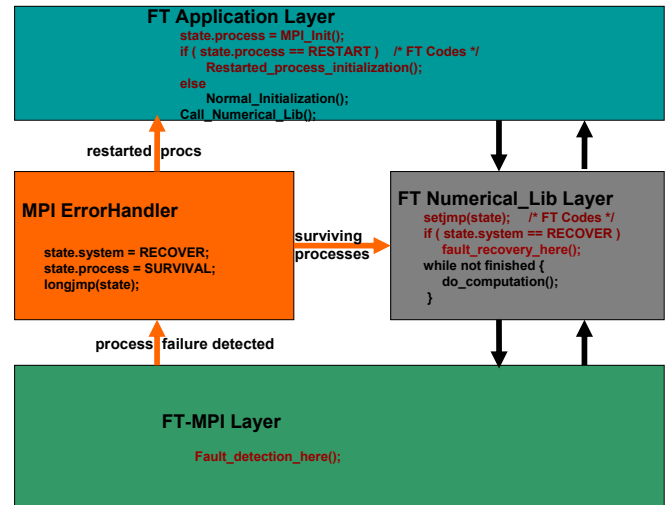 FT Application Layer
state.process = MPI_Init();
if ( state.process == RESTART ) /* FT Codes */
Restarted_process_initialization();
else
Normal_Initialization();
Call_Numerical_Lib();
restarted procs
MPI ErrorHandler
state.system = RECOVER;
state.process = SURVIVAL;
longjmp(state);
surviving
processes
FT Numerical_Lib Layer
setjmp(state); /* FT Codes */
if ( state.system == RECOVER )
fault_recovery_here();
while not finished {
do_computation();
}
process failure detected
FT-MPI Layer
Fault_detection_here();